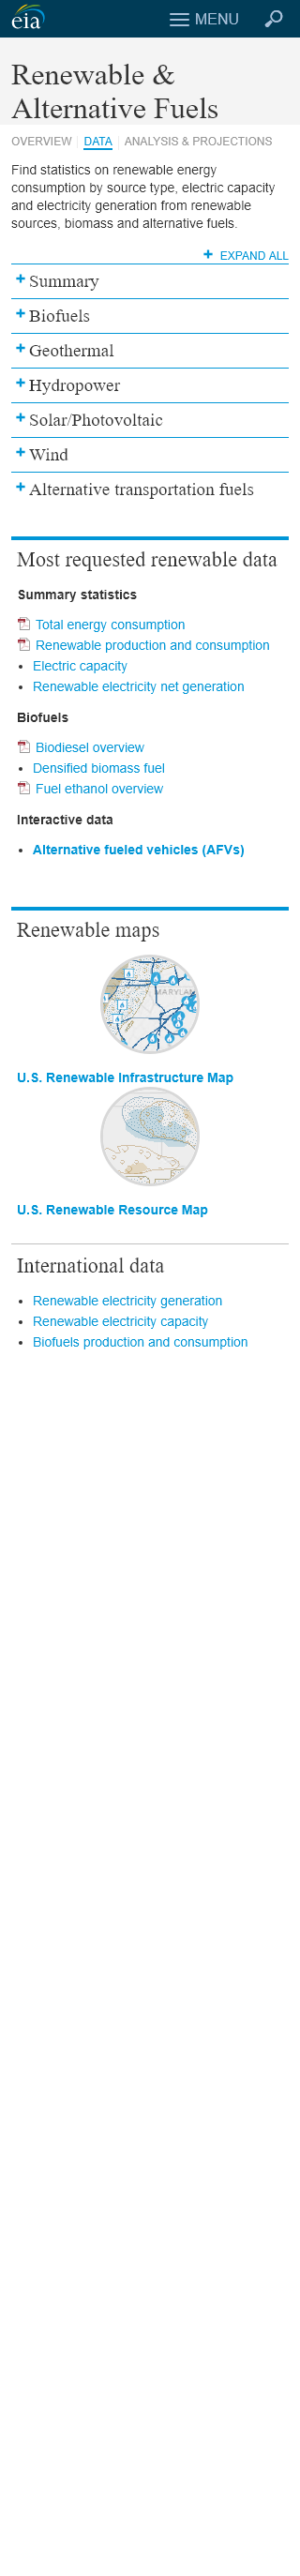 eia
MENU
Renewable &
Alternative Fuels
OVERVIEW DATA ANALYSIS & PROJECTIONS
Find statistics on renewable energy
consumption by source type, electric capacity
and electricity generation from renewable
sources, biomass and alternative fuels.
+ EXPAND ALL
+ Summary
+ Biofuels
+ Geothermal
+ Hydropower
+ Solar/Photovoltaic
+ Wind
+ Alternative transportation fuels
Most requested renewable data
Summary statistics
Total energy consumption
Renewable production and consumption
• Electric capacity
• Renewable electricity net generation
Biofuels
Biodiesel overview
• Densified biomass fuel
Fuel ethanol overview
Interactive data
• Alternative fueled vehicles (AFVs)
Renewable maps
U.S. Renewable Infrastructure Map
U.S. Renewable Resource Map
International data
• Renewable electricity generation
• Renewable electricity capacity
• Biofuels production and consumption